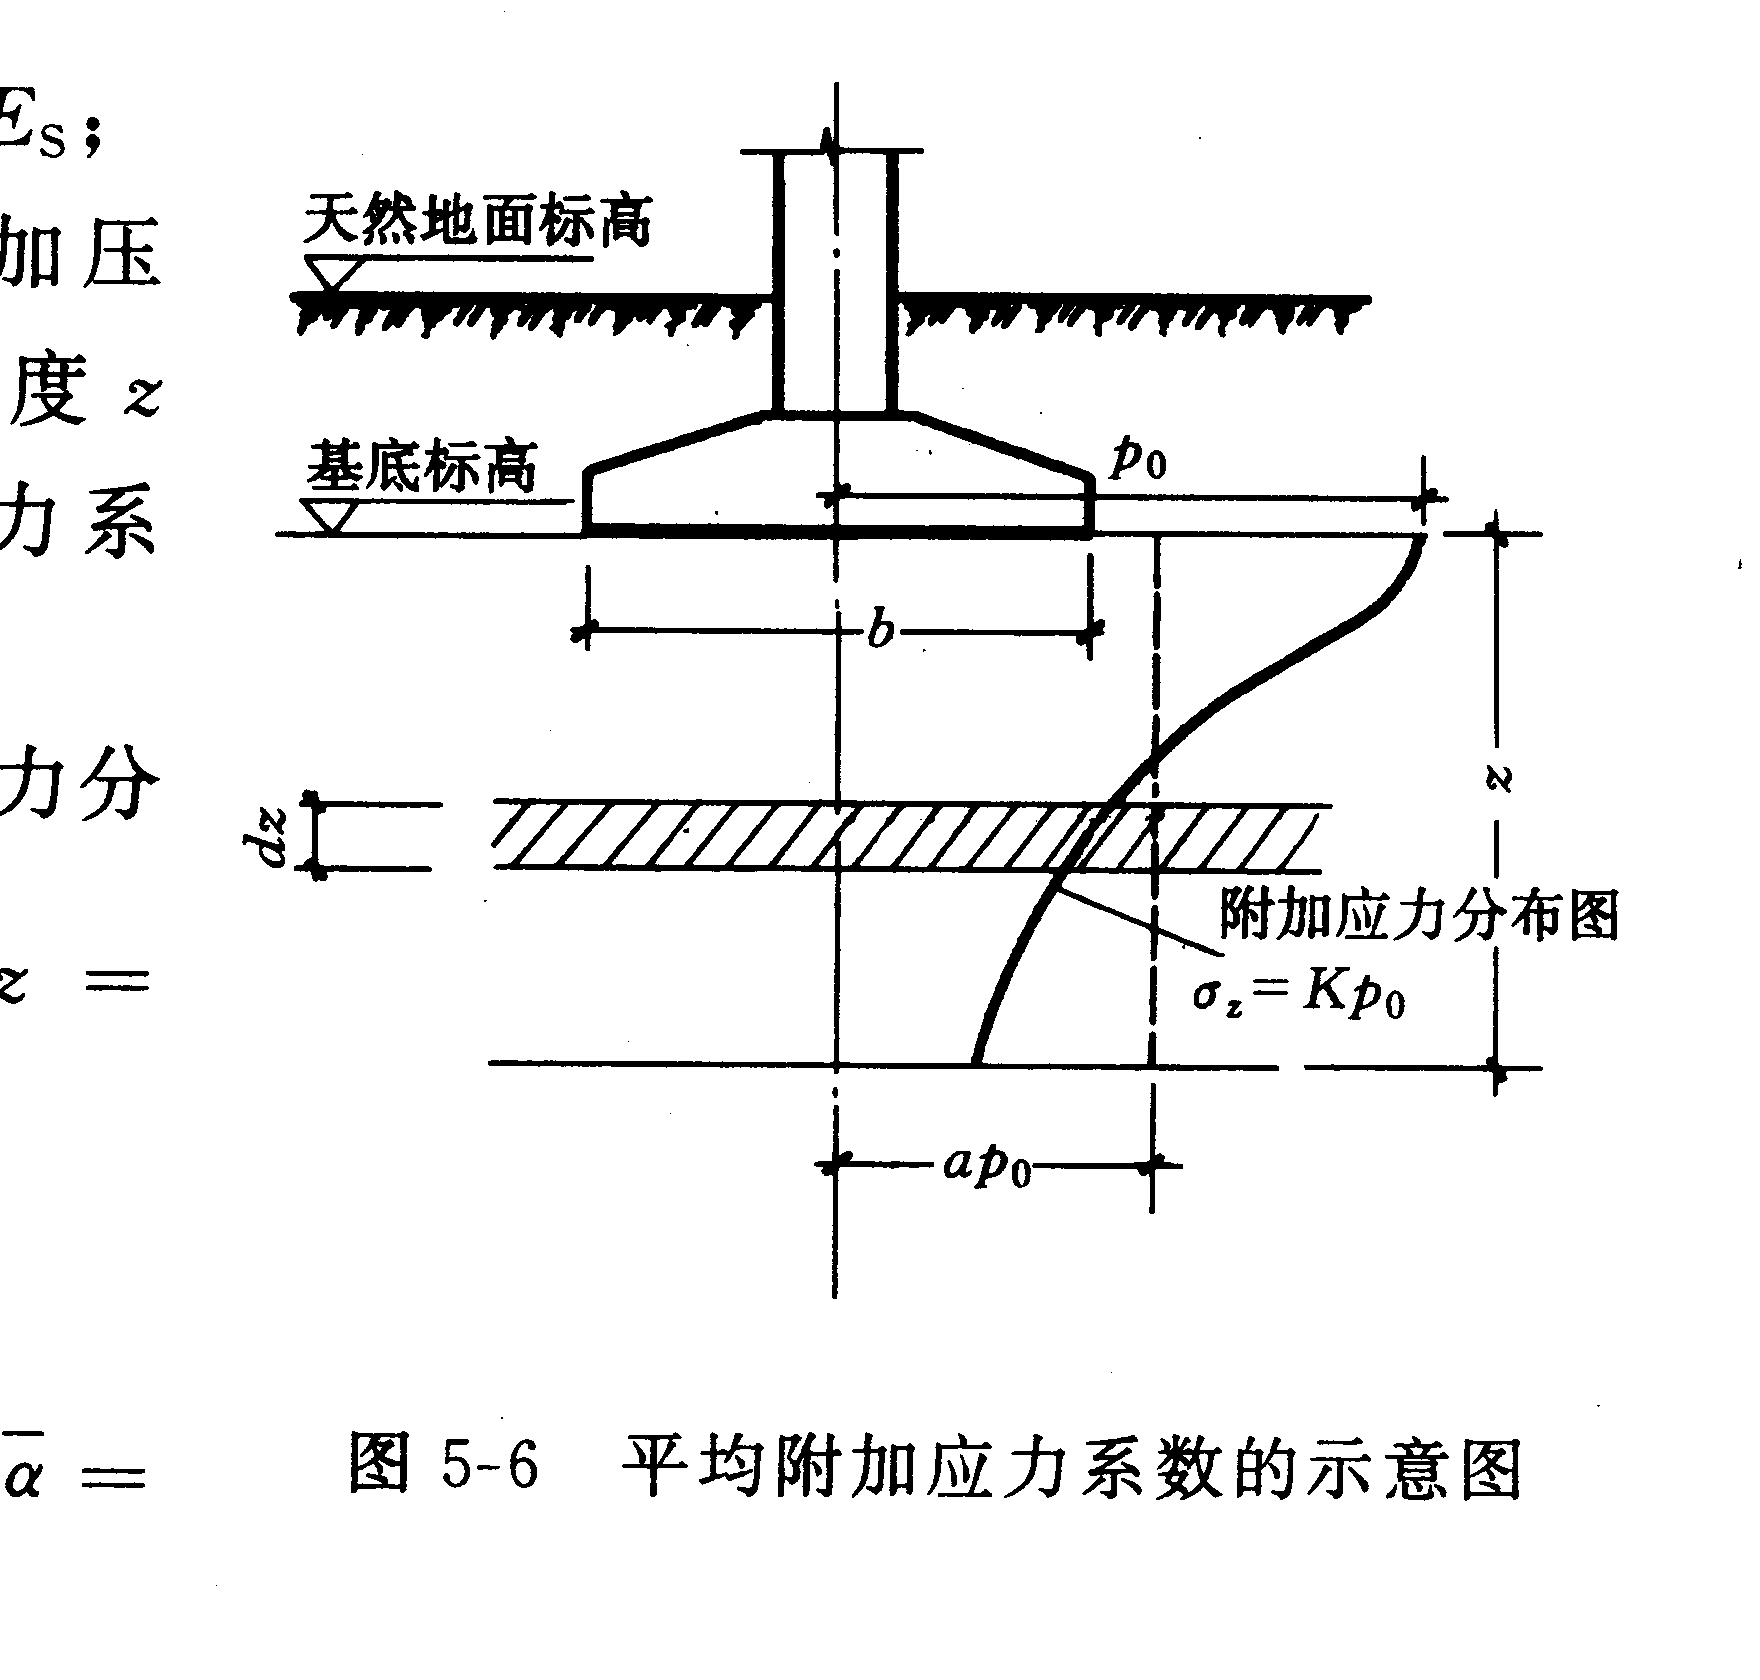 E_S；
加压
度 z
力系
力分
z =
α̅ =
天然地面标高
基底标高
p₀
b
z
dz
附加应力分布图
σ_z = Kp₀
ap₀
图 5-6 平均附加应力系数的示意图